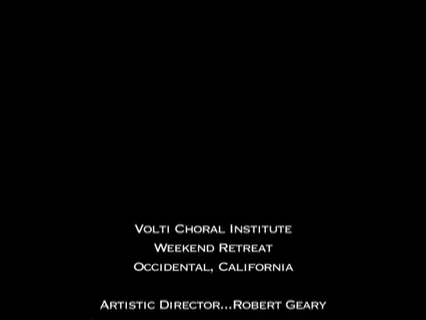 Volti Choral Institute
Weekend Retreat
Occidental, California
Artistic Director...Robert Geary